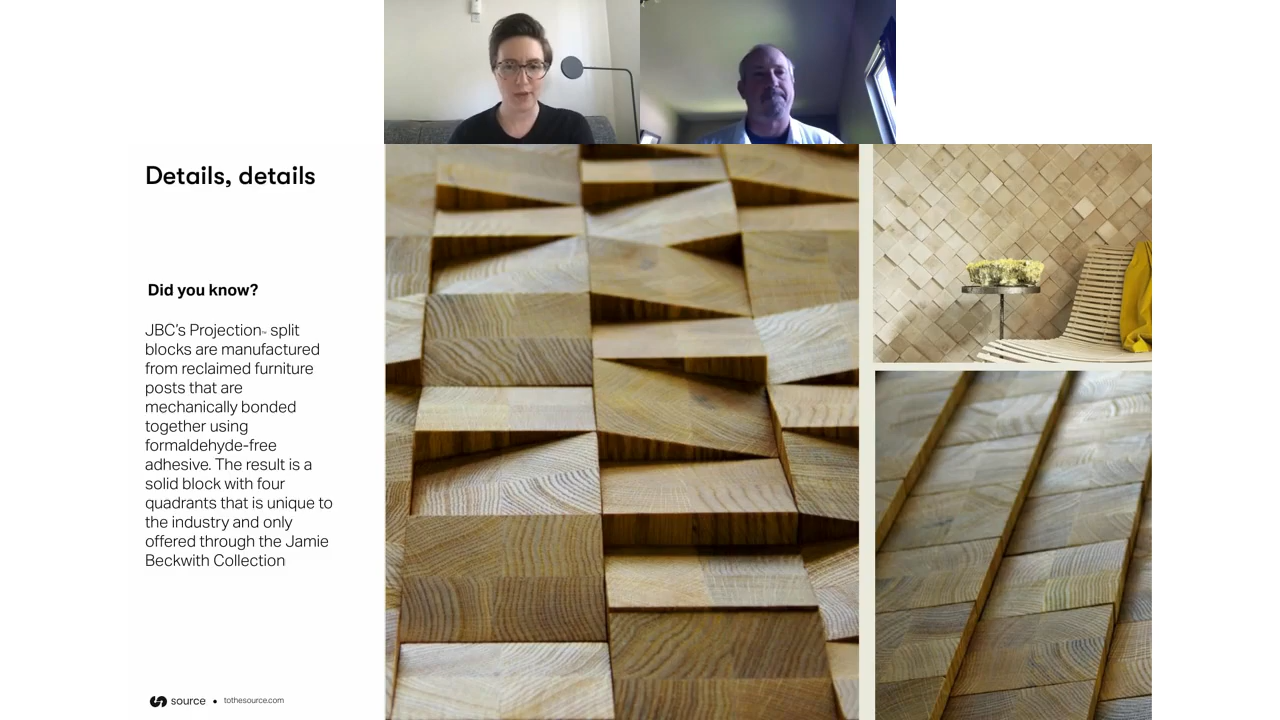 Details, details
Did you know?
JBC's Projection™ split
blocks are manufactured
from reclaimed furniture
posts that are
mechanically bonded
together using
formaldehyde-free
adhesive. The result is a
solid block with four
quadrants that is unique to
the industry and only
offered through the Jamie
Beckwith Collection
source • tothesource.com